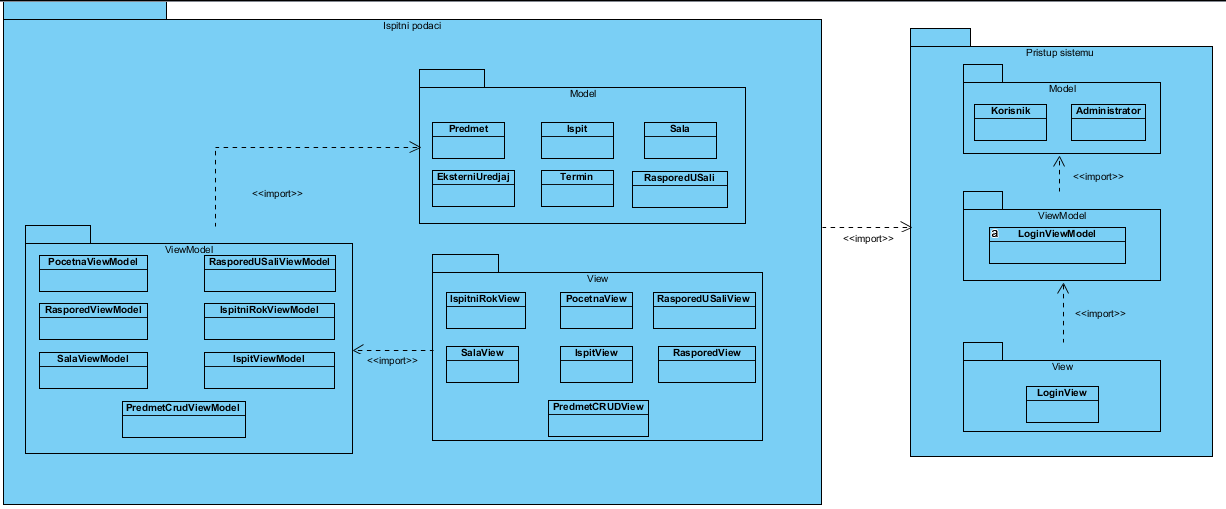 Ispitni podaci
Model
Predmet
Ispit
Sala
EksterniUredjaj
Termin
RasporedUSali
<<import>>
ViewModel
PocetnaViewModel
RasporedUSaliViewModel
RasporedViewModel
IspitniRokViewModel
SalaViewModel
IspitViewModel
PredmetCrudViewModel
<<import>>
View
IspitniRokView
PocetnaView
RasporedUSaliView
SalaView
IspitView
RasporedView
PredmetCRUDView
<<import>>
Pristup sistemu
Model
Korisnik
Administrator
<<import>>
ViewModel
a LoginViewModel
<<import>>
View
LoginView